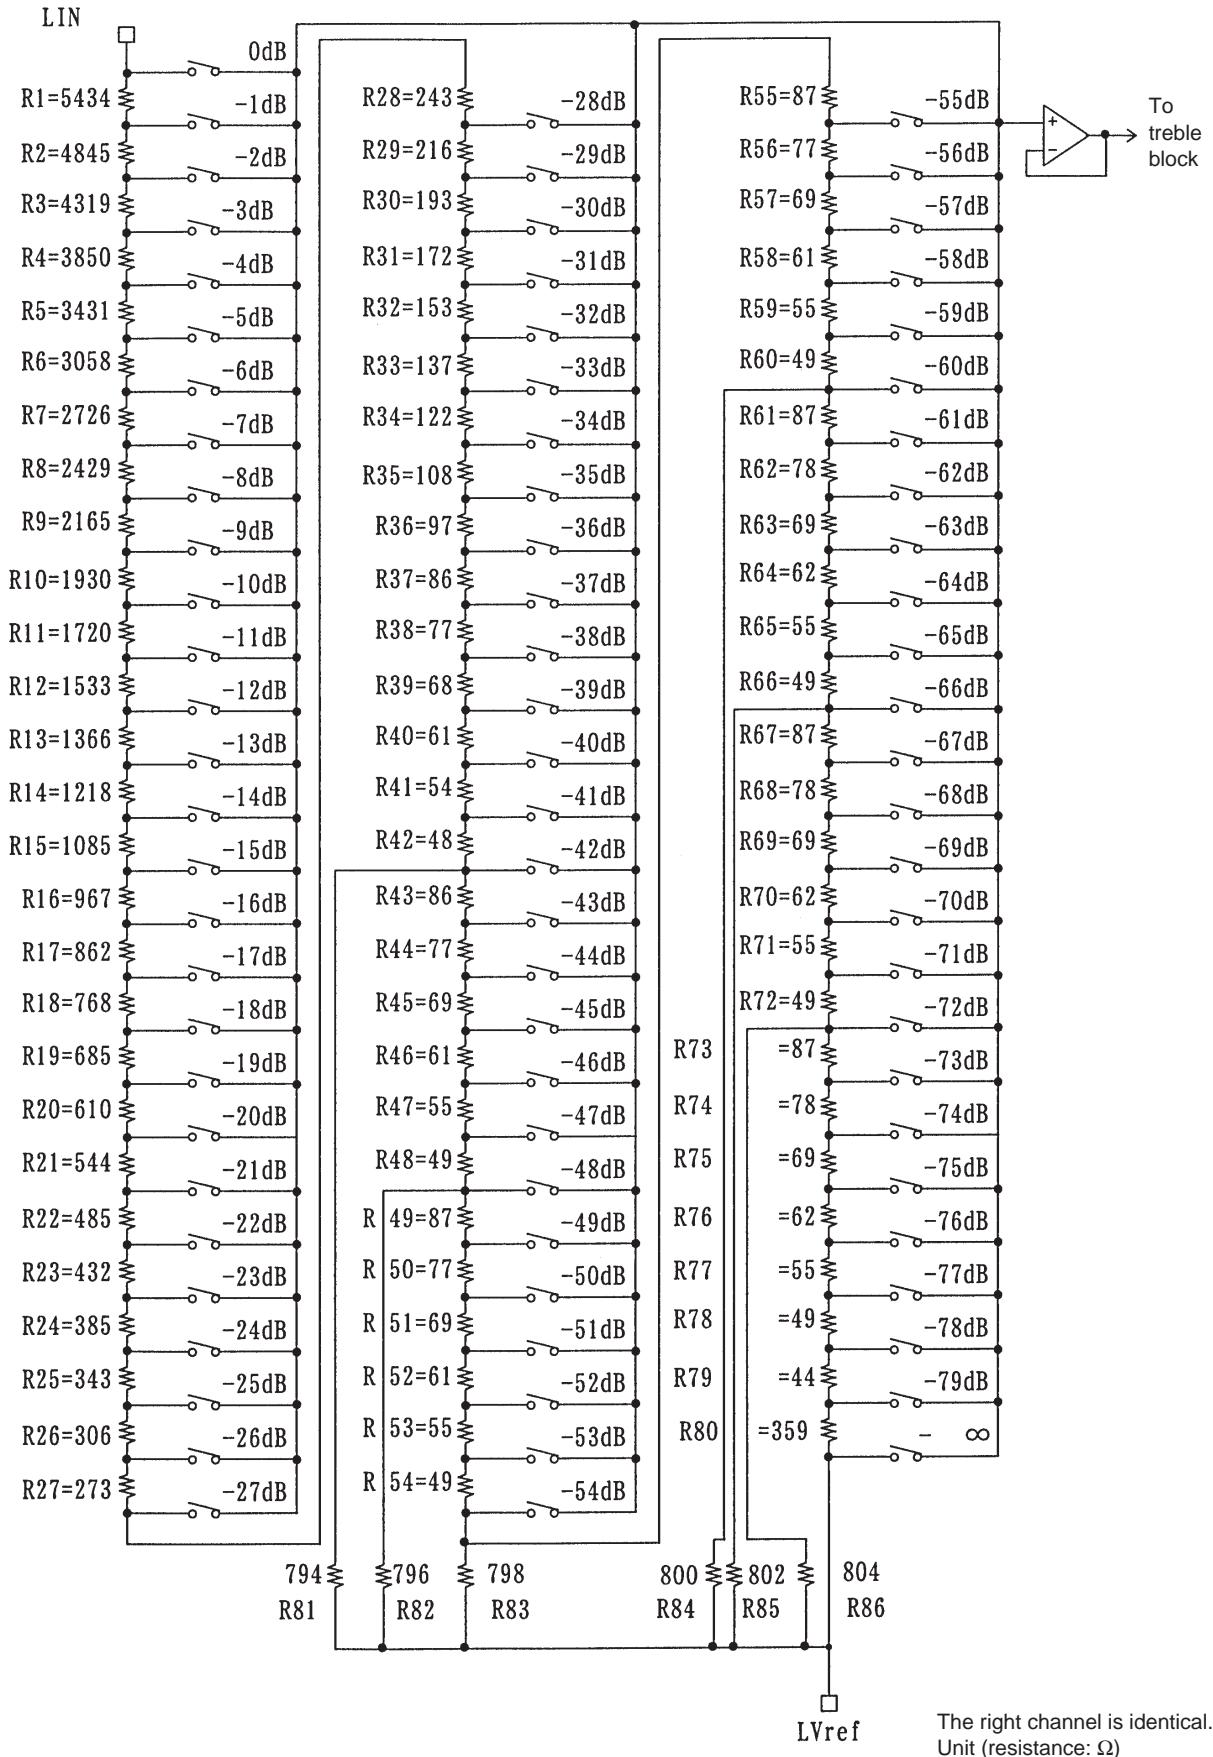 LIN
0dB
R1=5434
-1dB
R2=4845
-2dB
R3=4319
-3dB
R4=3850
-4dB
R5=3431
-5dB
R6=3058
-6dB
R7=2726
-7dB
R8=2429
-8dB
R9=2165
-9dB
R10=1930
-10dB
R11=1720
-11dB
R12=1533
-12dB
R13=1366
-13dB
R14=1218
-14dB
R15=1085
-15dB
R16=967
-16dB
R17=862
-17dB
R18=768
-18dB
R19=685
-19dB
R20=610
-20dB
R21=544
-21dB
R22=485
-22dB
R23=432
-23dB
R24=385
-24dB
R25=343
-25dB
R26=306
-26dB
R27=273
-27dB
R28=243
-28dB
R29=216
-29dB
R30=193
-30dB
R31=172
-31dB
R32=153
-32dB
R33=137
-33dB
R34=122
-34dB
R35=108
-35dB
R36=97
-36dB
R37=86
-37dB
R38=77
-38dB
R39=68
-39dB
R40=61
-40dB
R41=54
-41dB
R42=48
-42dB
R43=86
-43dB
R44=77
-44dB
R45=69
-45dB
R46=61
-46dB
R47=55
-47dB
R48=49
-48dB
R 49=87
-49dB
R 50=77
-50dB
R 51=69
-51dB
R 52=61
-52dB
R 53=55
-53dB
R 54=49
-54dB
R55=87
-55dB
R56=77
-56dB
R57=69
-57dB
R58=61
-58dB
R59=55
-59dB
R60=49
-60dB
R61=87
-61dB
R62=78
-62dB
R63=69
-63dB
R64=62
-64dB
R65=55
-65dB
R66=49
-66dB
R67=87
-67dB
R68=78
-68dB
R69=69
-69dB
R70=62
-70dB
R71=55
-71dB
R72=49
-72dB
R73 =87
-73dB
R74 =78
-74dB
R75 =69
-75dB
R76 =62
-76dB
R77 =55
-77dB
R78 =49
-78dB
R79 =44
-79dB
R80 =359
- ∞
+
−
To
treble
block
794 796 798 800 802 804
R81 R82 R83 R84 R85 R86
LVref
The right channel is identical.
Unit (resistance: Ω)